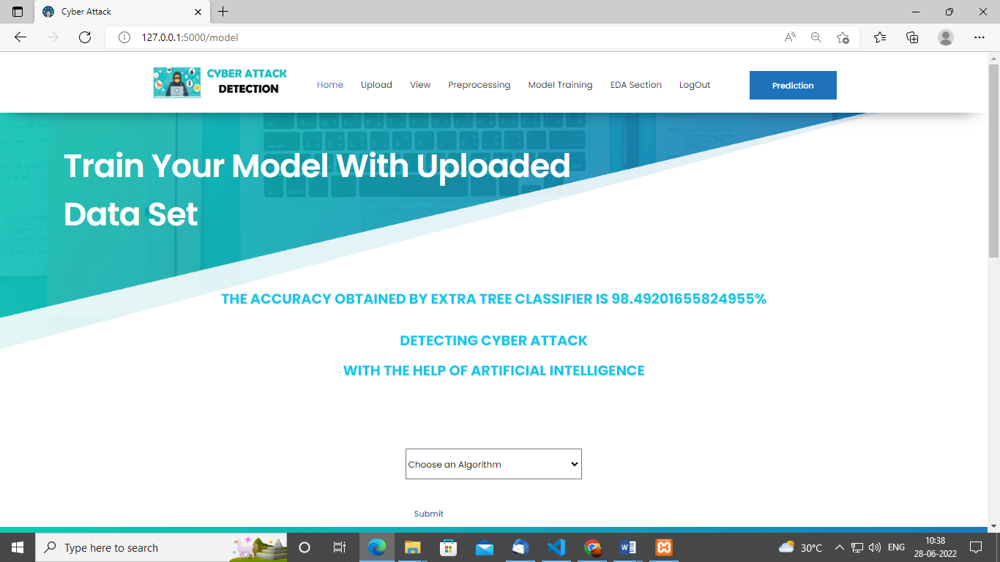 Cyber Attack
127.0.0.1:5000/model
CYBER ATTACK
DETECTION
Home
Upload
View
Preprocessing
Model Training
EDA Section
LogOut
Prediction
Train Your Model With Uploaded
Data Set
THE ACCURACY OBTAINED BY EXTRA TREE CLASSIFIER IS 98.49201655824955%
DETECTING CYBER ATTACK
WITH THE HELP OF ARTIFICIAL INTELLIGENCE
Choose an Algorithm
Submit
Type here to search
30°C
ENG
10:38
28-06-2022